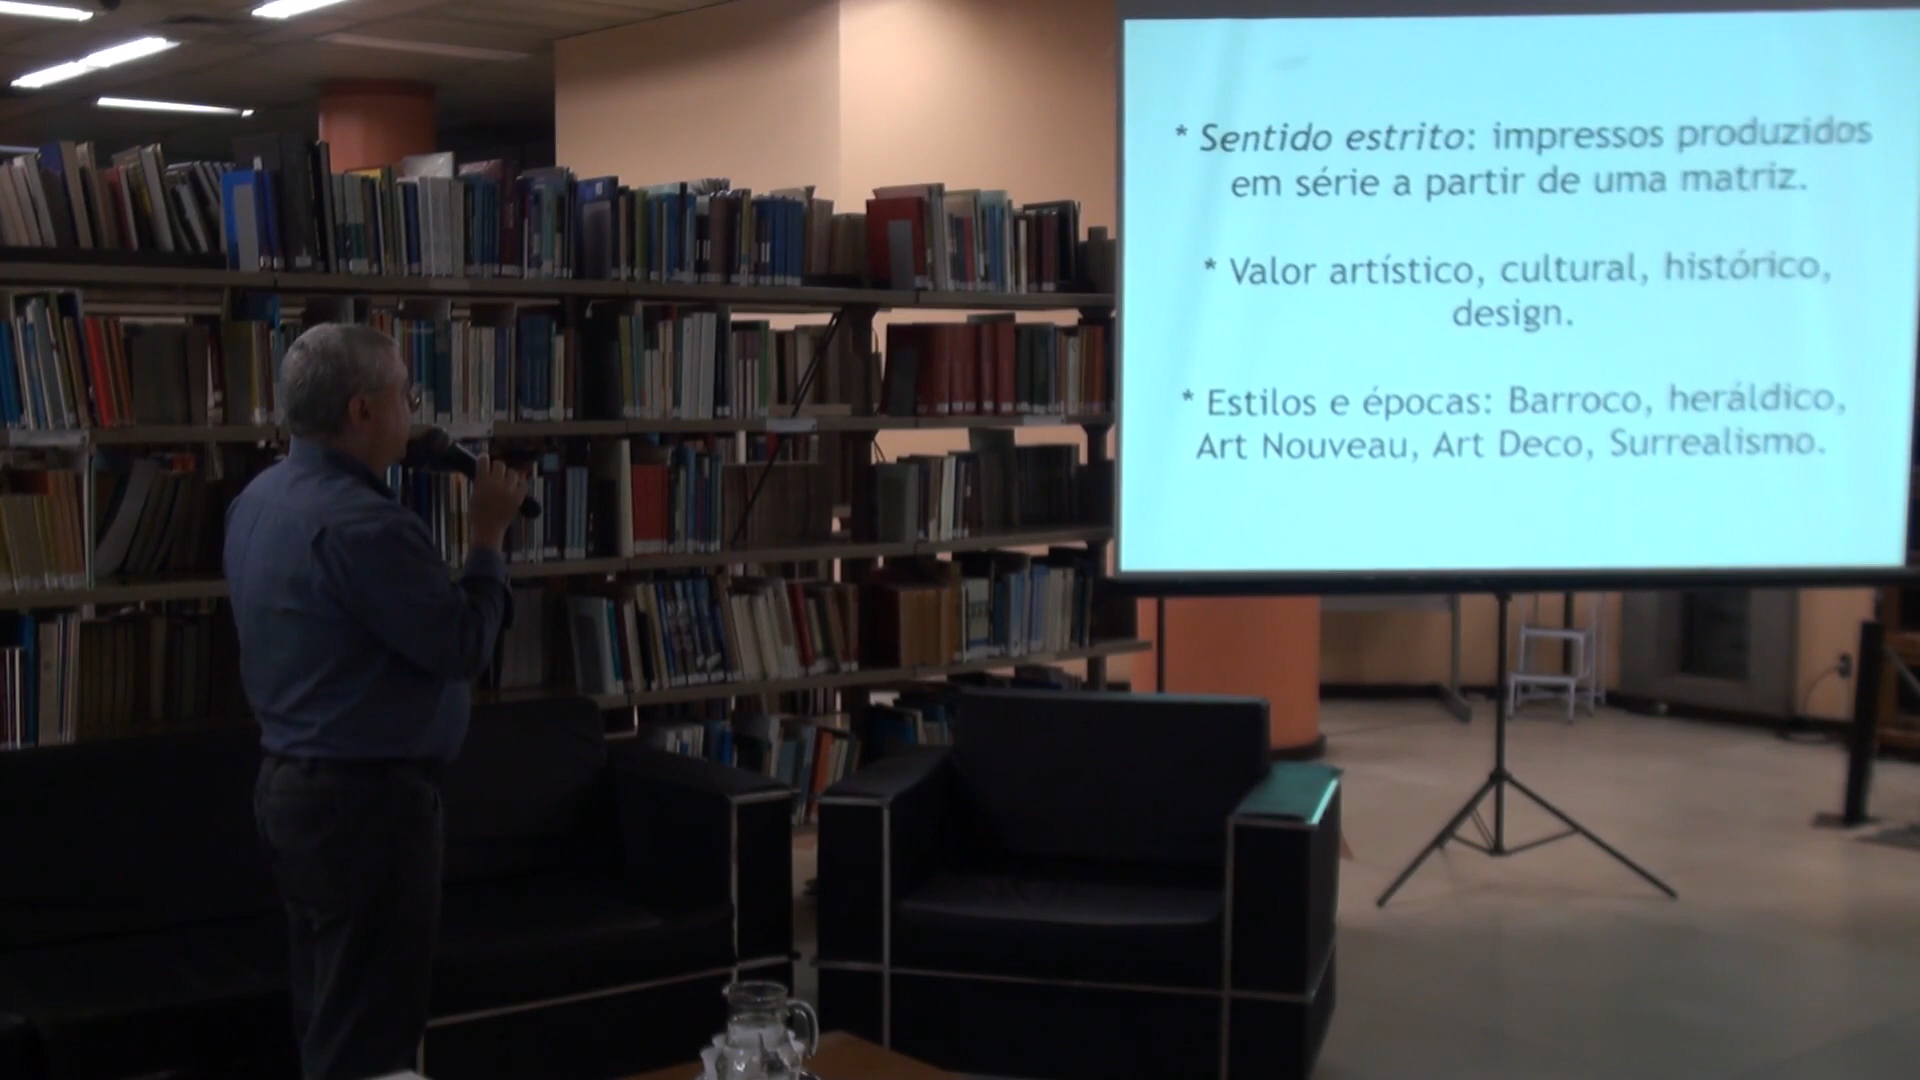 * Sentido estrito: impressos produzidos
em série a partir de uma matriz.
* Valor artístico, cultural, histórico,
design.
* Estilos e épocas: Barroco, heráldico,
Art Nouveau, Art Deco, Surrealismo.